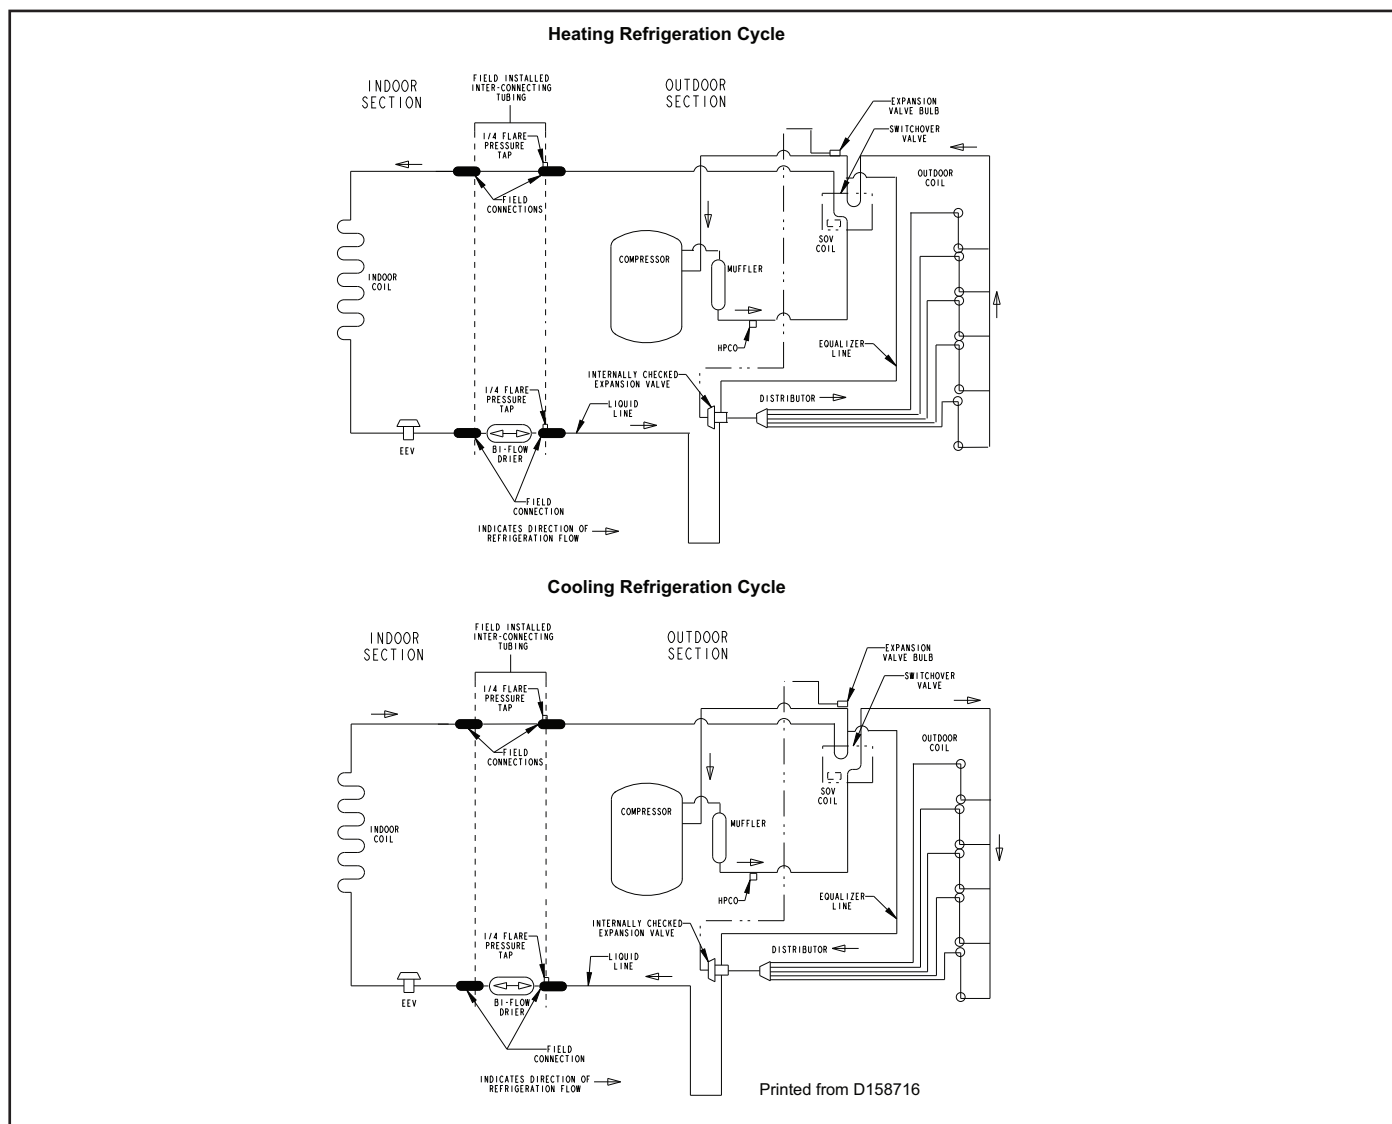 Heating Refrigeration Cycle
INDOOR
SECTION
FIELD INSTALLED
INTER-CONNECTING
TUBING
OUTDOOR
SECTION
EXPANSION
VALVE BULB
SWITCHOVER
VALVE
1/4 FLARE
PRESSURE
TAP
OUTDOOR
COIL
FIELD
CONNECTIONS
SOV
COIL
COMPRESSOR
MUFFLER
INDOOR
COIL
HPCO
EQUALIZER
LINE
INTERNALLY CHECKED
EXPANSION VALVE
1/4 FLARE
PRESSURE
TAP
LIQUID
LINE
DISTRIBUTOR
EEV
BI-FLOW
DRIER
FIELD
CONNECTION
INDICATES DIRECTION OF
REFRIGERATION FLOW
Cooling Refrigeration Cycle
INDOOR
SECTION
FIELD INSTALLED
INTER-CONNECTING
TUBING
OUTDOOR
SECTION
EXPANSION
VALVE BULB
SWITCHOVER
VALVE
1/4 FLARE
PRESSURE
TAP
OUTDOOR
COIL
FIELD
CONNECTIONS
SOV
COIL
COMPRESSOR
MUFFLER
INDOOR
COIL
HPCO
EQUALIZER
LINE
INTERNALLY CHECKED
EXPANSION VALVE
1/4 FLARE
PRESSURE
TAP
LIQUID
LINE
DISTRIBUTOR
EEV
BI-FLOW
DRIER
FIELD
CONNECTION
INDICATES DIRECTION OF
REFRIGERATION FLOW
Printed from D158716